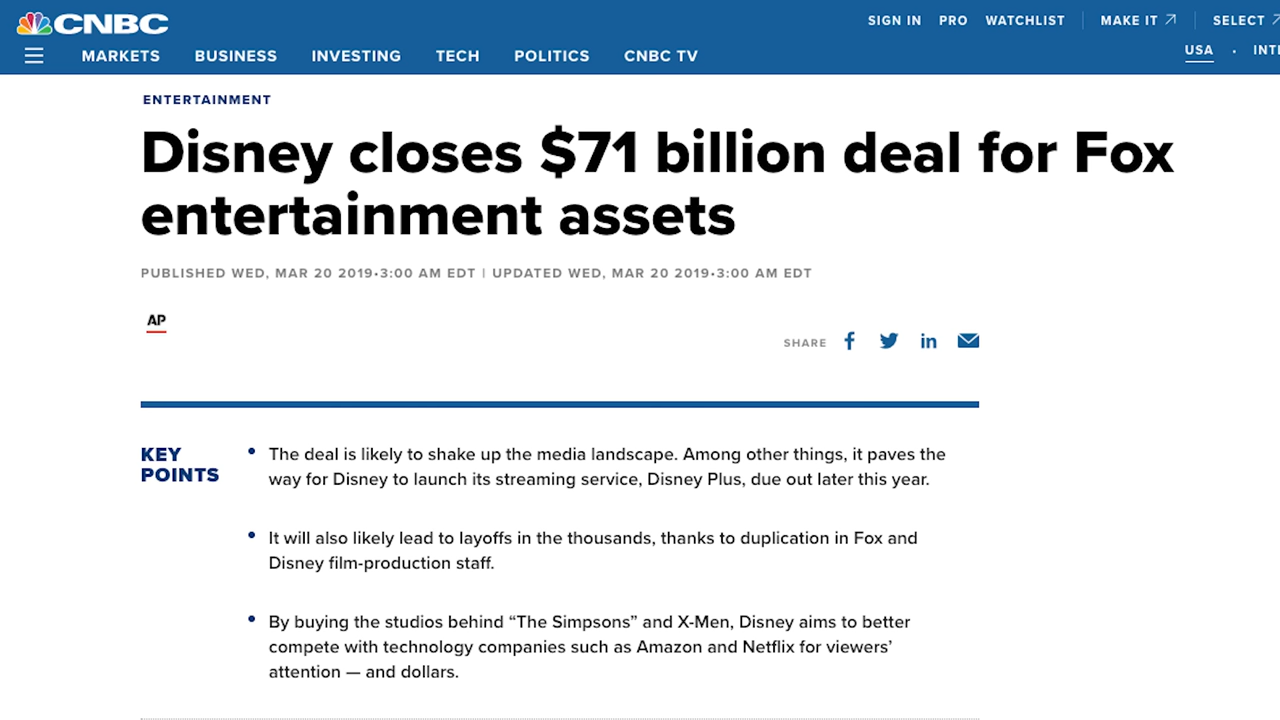 CNBC
SIGN IN PRO WATCHLIST MAKE IT SELECT
MARKETS BUSINESS INVESTING TECH POLITICS CNBC TV
USA
ENTERTAINMENT
Disney closes $71 billion deal for Fox
entertainment assets
PUBLISHED WED, MAR 20 2019•3:00 AM EDT | UPDATED WED, MAR 20 2019•3:00 AM EDT
AP
SHARE
KEY
POINTS
• The deal is likely to shake up the media landscape. Among other things, it paves the
way for Disney to launch its streaming service, Disney Plus, due out later this year.
• It will also likely lead to layoffs in the thousands, thanks to duplication in Fox and
Disney film-production staff.
• By buying the studios behind “The Simpsons” and X-Men, Disney aims to better
compete with technology companies such as Amazon and Netflix for viewers’
attention — and dollars.